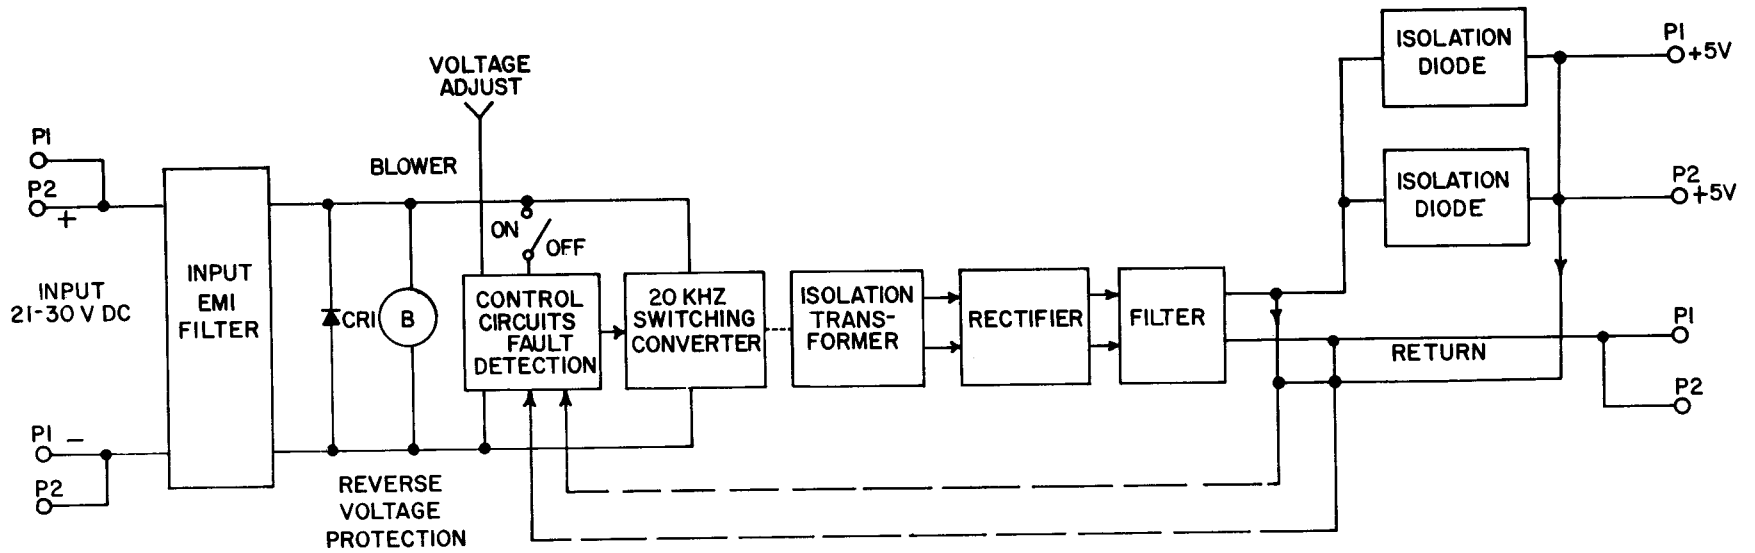 VOLTAGE
ADJUST
BLOWER
P1
P2
+
INPUT
21-30 V DC
P1 -
P2
INPUT
EMI
FILTER
CR1
B
REVERSE
VOLTAGE
PROTECTION
ON
OFF
CONTROL
CIRCUITS
FAULT
DETECTION
20 KHZ
SWITCHING
CONVERTER
ISOLATION
TRANS-
FORMER
RECTIFIER
FILTER
ISOLATION
DIODE
ISOLATION
DIODE
P1
+5V
P2
+5V
RETURN
P1
P2